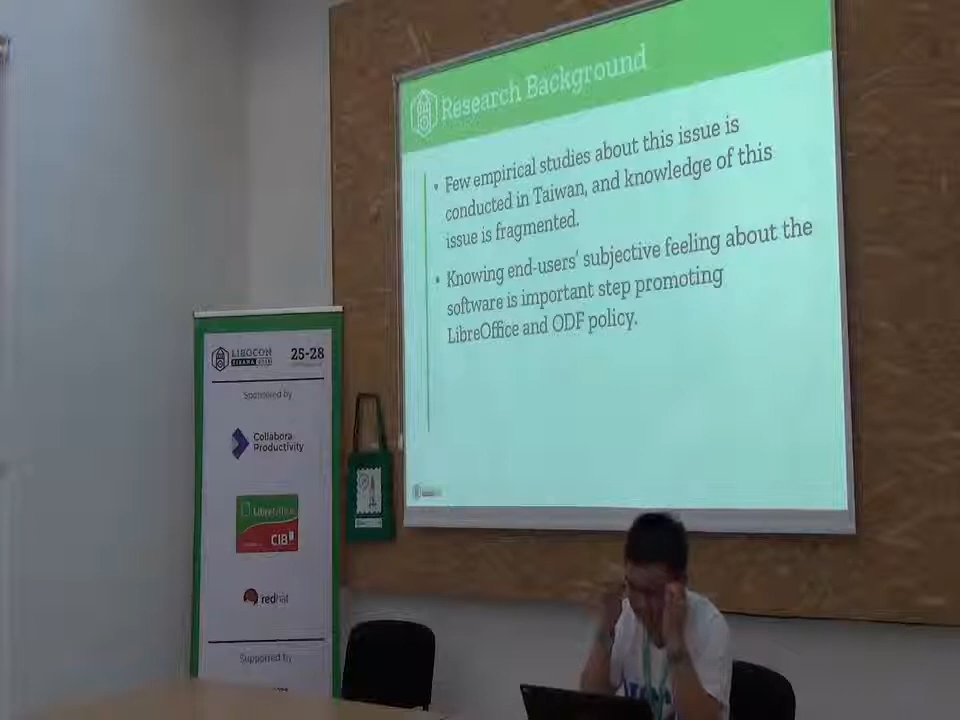 Research Background
• Few empirical studies about this issue is
conducted in Taiwan, and knowledge of this
issue is fragmented.
• Knowing end-users' subjective feeling about the
software is important step promoting
LibreOffice and ODF policy.
LIBOCON
25-28
Sponsored by
Collabora
Productivity
LibreOffice
CIB
redhat
Supported by